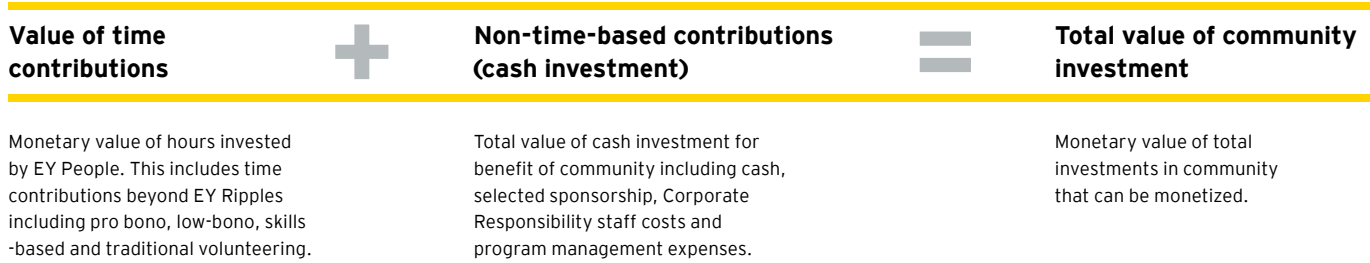 Value of time
contributions
+
Non-time-based contributions
(cash investment)
=
Total value of community
investment
Monetary value of hours invested
by EY People. This includes time
contributions beyond EY Ripples
including pro bono, low-bono, skills
-based and traditional volunteering.
Total value of cash investment for
benefit of community including cash,
selected sponsorship, Corporate
Responsibility staff costs and
program management expenses.
Monetary value of total
investments in community
that can be monetized.